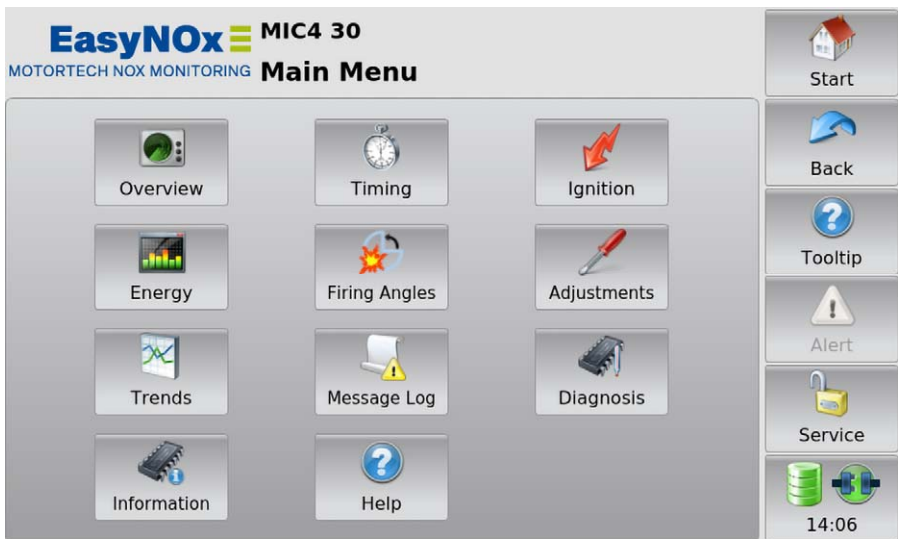 EasyNOx
MOTORTECH NOX MONITORING
MIC4 30
Main Menu
Overview
Timing
Ignition
Energy
Firing Angles
Adjustments
Trends
Message Log
Diagnosis
Information
Help
Start
Back
Tooltip
Alert
Service
14:06